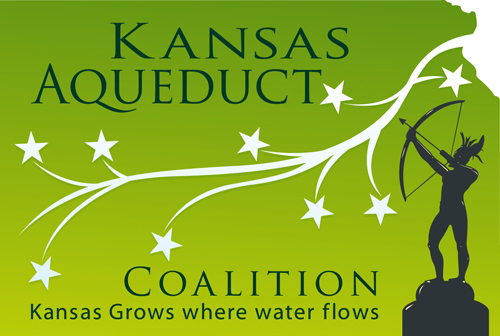 Kansas
Aqueduct
Coalition
Kansas Grows where water flows